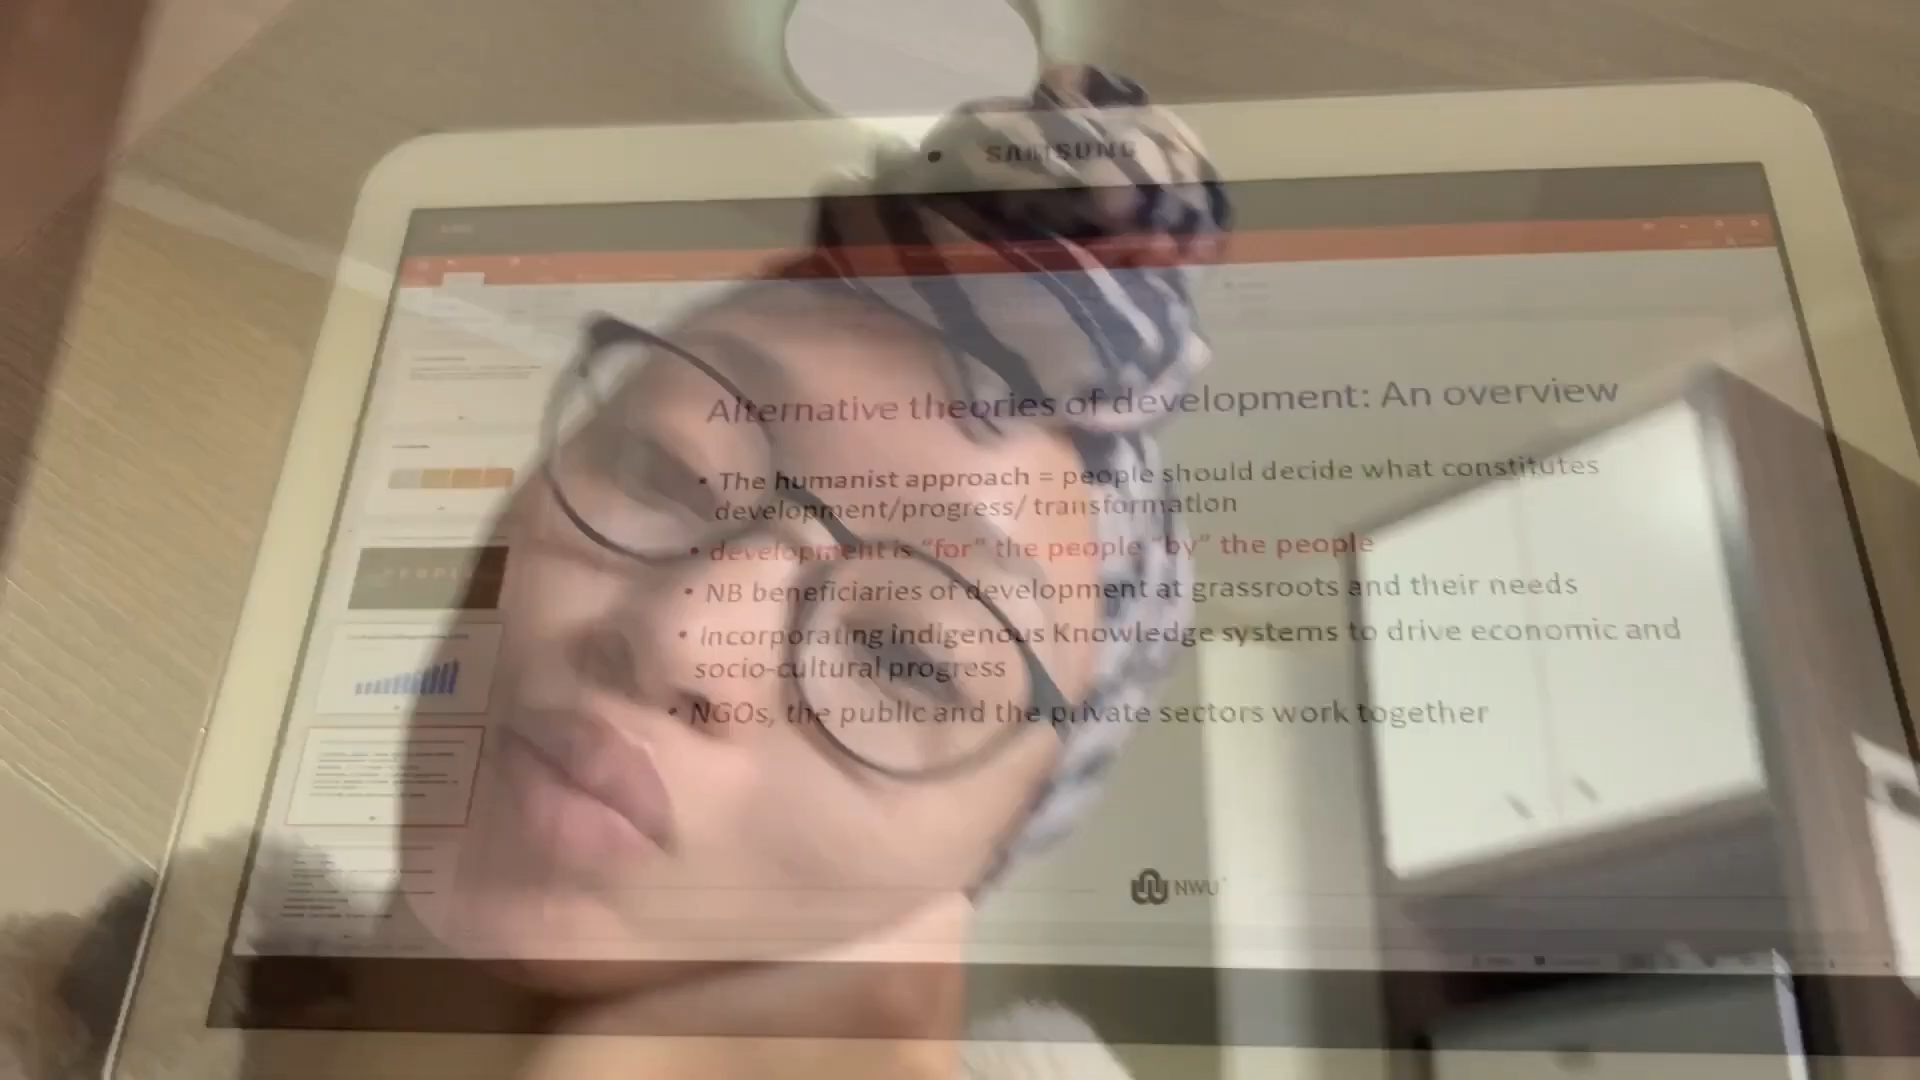 SAMSUNG
Alternative theories of development: An overview
• The humanist approach = people should decide what constitutes
development/progress/ transformation
• development is “for” the people “by” the people
• NB beneficiaries of development at grassroots and their needs
• Incorporating indigenous Knowledge systems to drive economic and
socio-cultural progress
• NGOs, the public and the private sectors work together
NWU